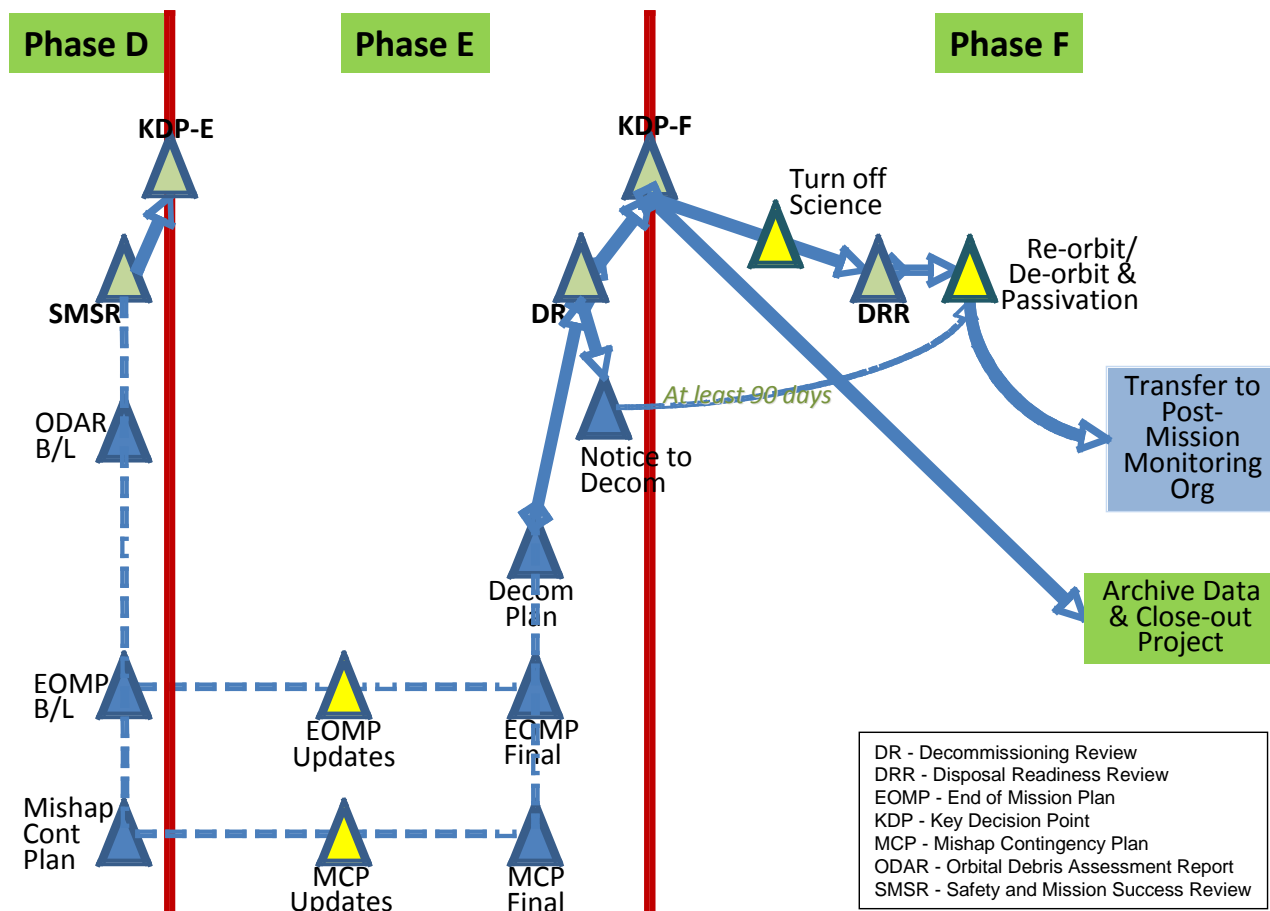 Phase D
Phase E
Phase F
KDP-E
KDP-F
Turn off
Science
Re-orbit/
De-orbit &
Passivation
SMSR
DR
DRR
At least 90 days
Transfer to
Post-
Mission
Monitoring
Org
ODAR
B/L
Notice to
Decom
Decom
Plan
Archive Data
& Close-out
Project
EOMP
B/L
EOMP
Updates
EOMP
Final
Mishap
Cont
Plan
MCP
Updates
MCP
Final
DR - Decommissioning Review
DRR - Disposal Readiness Review
EOMP - End of Mission Plan
KDP - Key Decision Point
MCP - Mishap Contingency Plan
ODAR - Orbital Debris Assessment Report
SMSR - Safety and Mission Success Review